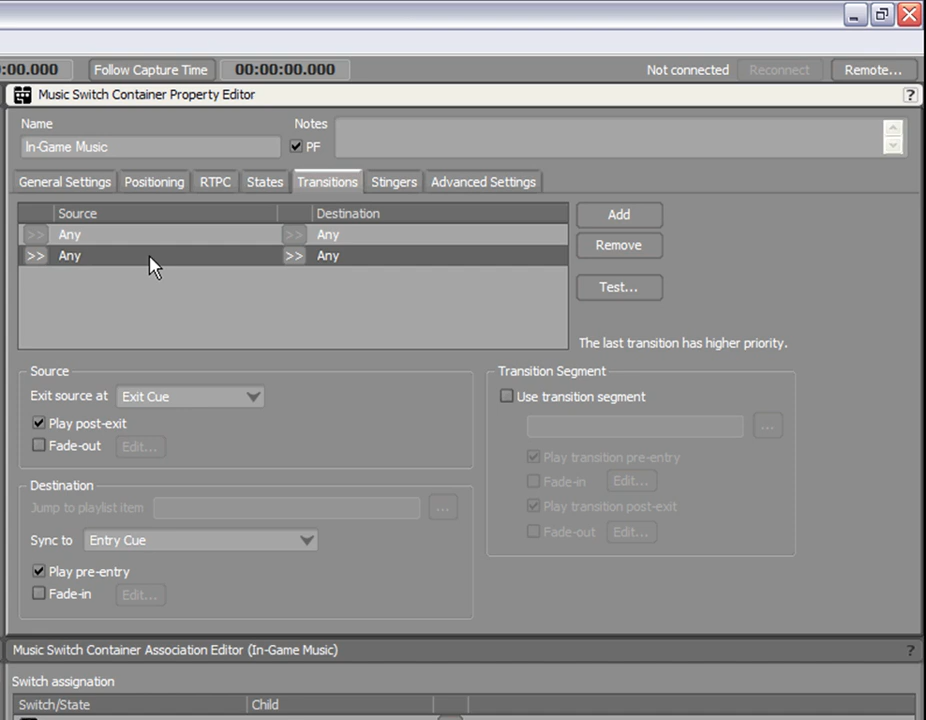 :00.000 Follow Capture Time 00:00:00.000 Not connected Reconnect Remote...
Music Switch Container Property Editor ?
Name Notes
In-Game Music PF
General Settings Positioning RTPC States Transitions Stingers Advanced Settings
Source Destination Add
>> Any >> Any
>> Any >> Any Remove
Test...
The last transition has higher priority.
Source Transition Segment
Exit source at Exit Cue Use transition segment
Play post-exit ...
Fade-out Edit... Play transition pre-entry
Fade-in Edit...
Destination
Jump to playlist item ... Play transition post-exit
Sync to Entry Cue Fade-out Edit...
Play pre-entry
Fade-in Edit...
Music Switch Container Association Editor (In-Game Music) ?
Switch assignation
Switch/State Child